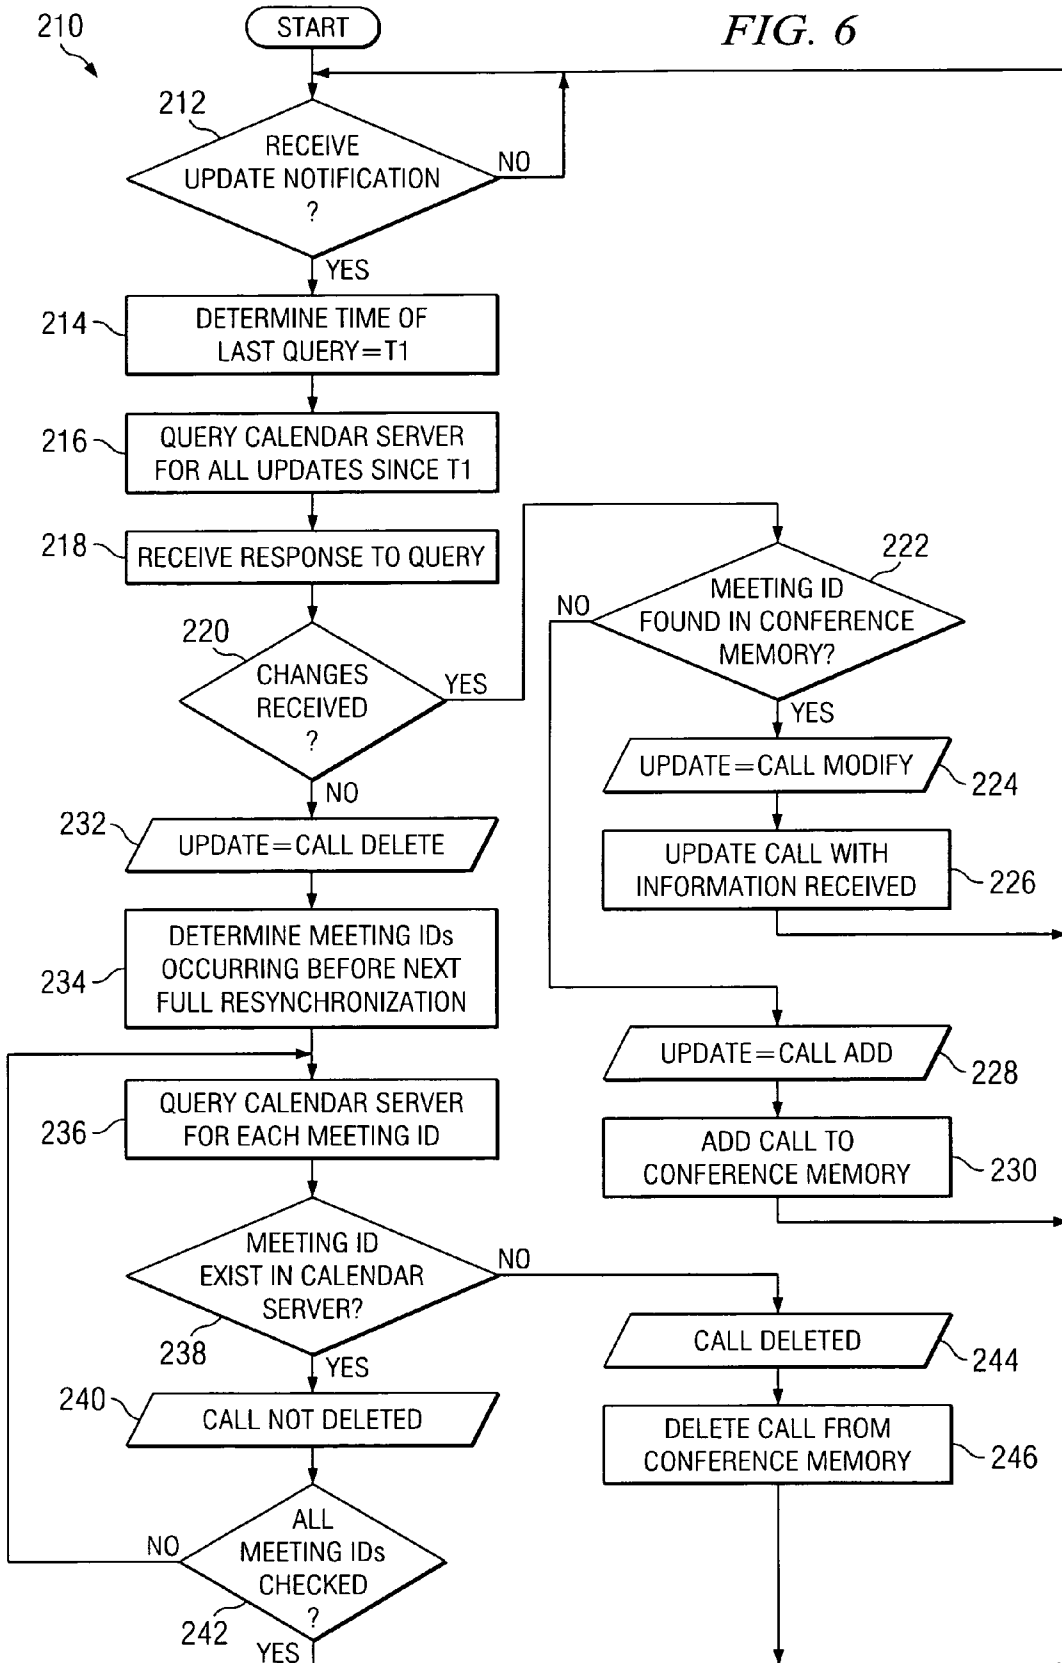 210
START
FIG. 6
212
RECEIVE
UPDATE NOTIFICATION
?
NO
YES
214
DETERMINE TIME OF
LAST QUERY=T1
216
QUERY CALENDAR SERVER
FOR ALL UPDATES SINCE T1
218
RECEIVE RESPONSE TO QUERY
220
CHANGES
RECEIVED
?
YES
NO
222
MEETING ID
FOUND IN CONFERENCE
MEMORY?
NO
YES
UPDATE=CALL MODIFY
224
UPDATE CALL WITH
INFORMATION RECEIVED
226
232
UPDATE=CALL DELETE
234
DETERMINE MEETING IDs
OCCURRING BEFORE NEXT
FULL RESYNCHRONIZATION
UPDATE=CALL ADD
228
ADD CALL TO
CONFERENCE MEMORY
230
236
QUERY CALENDAR SERVER
FOR EACH MEETING ID
MEETING ID
EXIST IN CALENDAR
SERVER?
238
NO
YES
CALL DELETED
244
DELETE CALL FROM
CONFERENCE MEMORY
246
240
CALL NOT DELETED
ALL
MEETING IDs
CHECKED
?
NO
242
YES